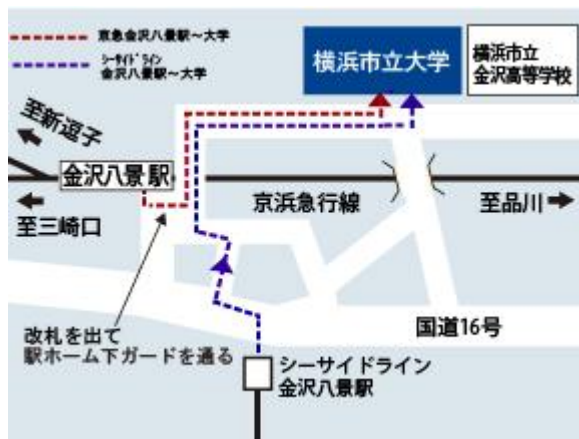 京急金沢八景駅〜大学
シーサイドライン
金沢八景駅〜大学
横浜市立大学
横浜市立
金沢高等学校
至新逗子
金沢八景 駅
京浜急行線
至品川
至三崎口
改札を出て
駅ホーム下ガードを通る
国道16号
シーサイドライン
金沢八景駅